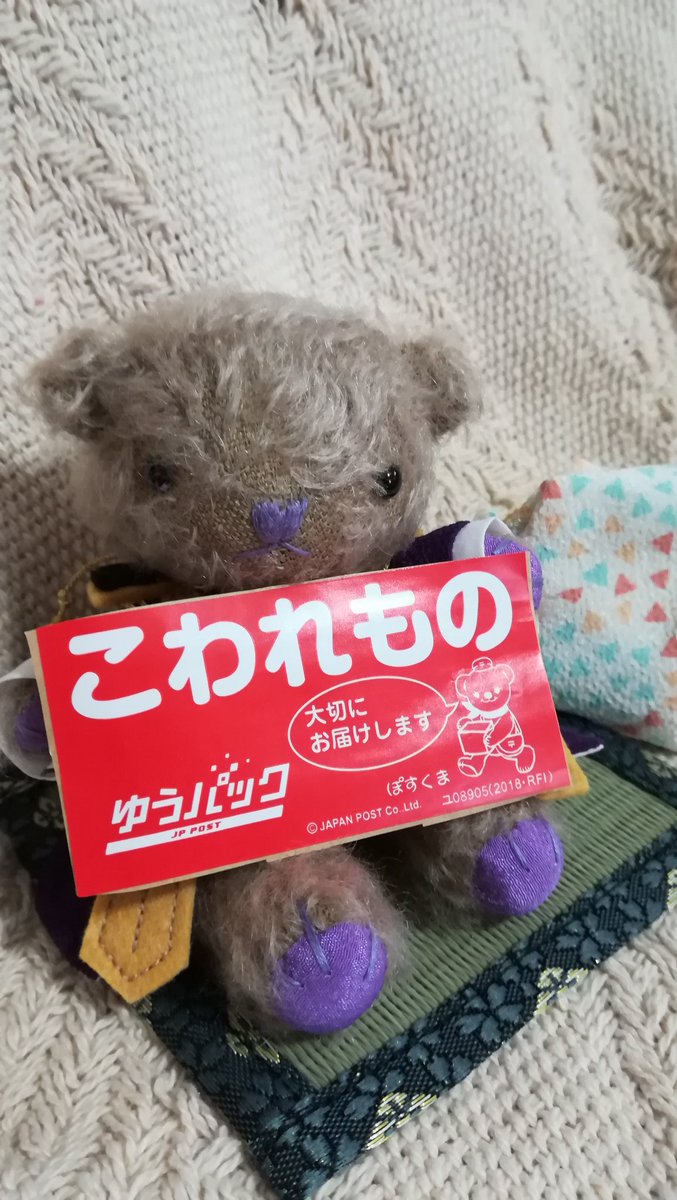 こわれもの
大切に
お届けします
ゆうパック
JP POST
ぽすくま
© JAPAN POST Co., Ltd.
ユ08905(2018・RFI)